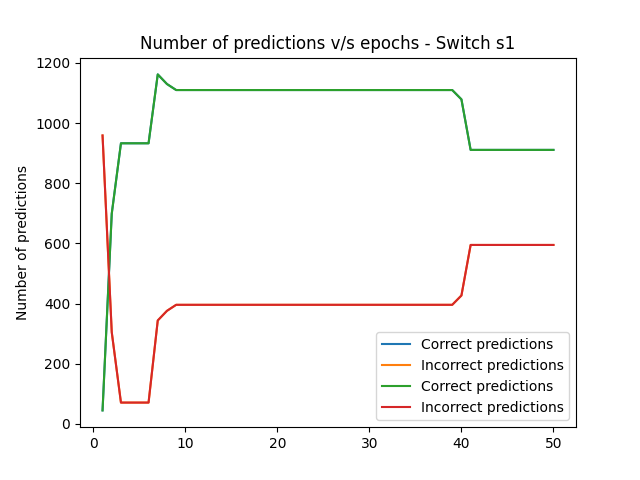 Number of predictions v/s epochs - Switch s1
Number of predictions
1200
1000
800
600
400
200
0
0
10
20
30
40
50
Correct predictions
Incorrect predictions
Correct predictions
Incorrect predictions